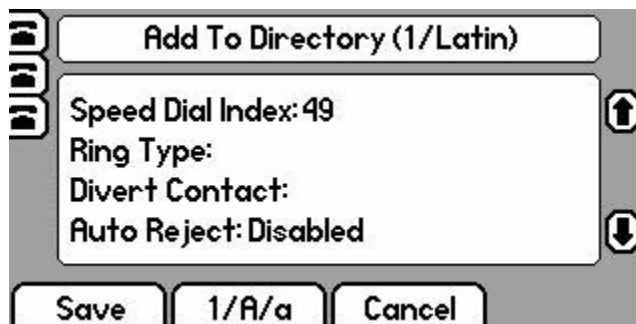 Add To Directory (1/Latin)
Speed Dial Index: 49
Ring Type:
Divert Contact:
Auto Reject: Disabled
Save 1/A/a Cancel